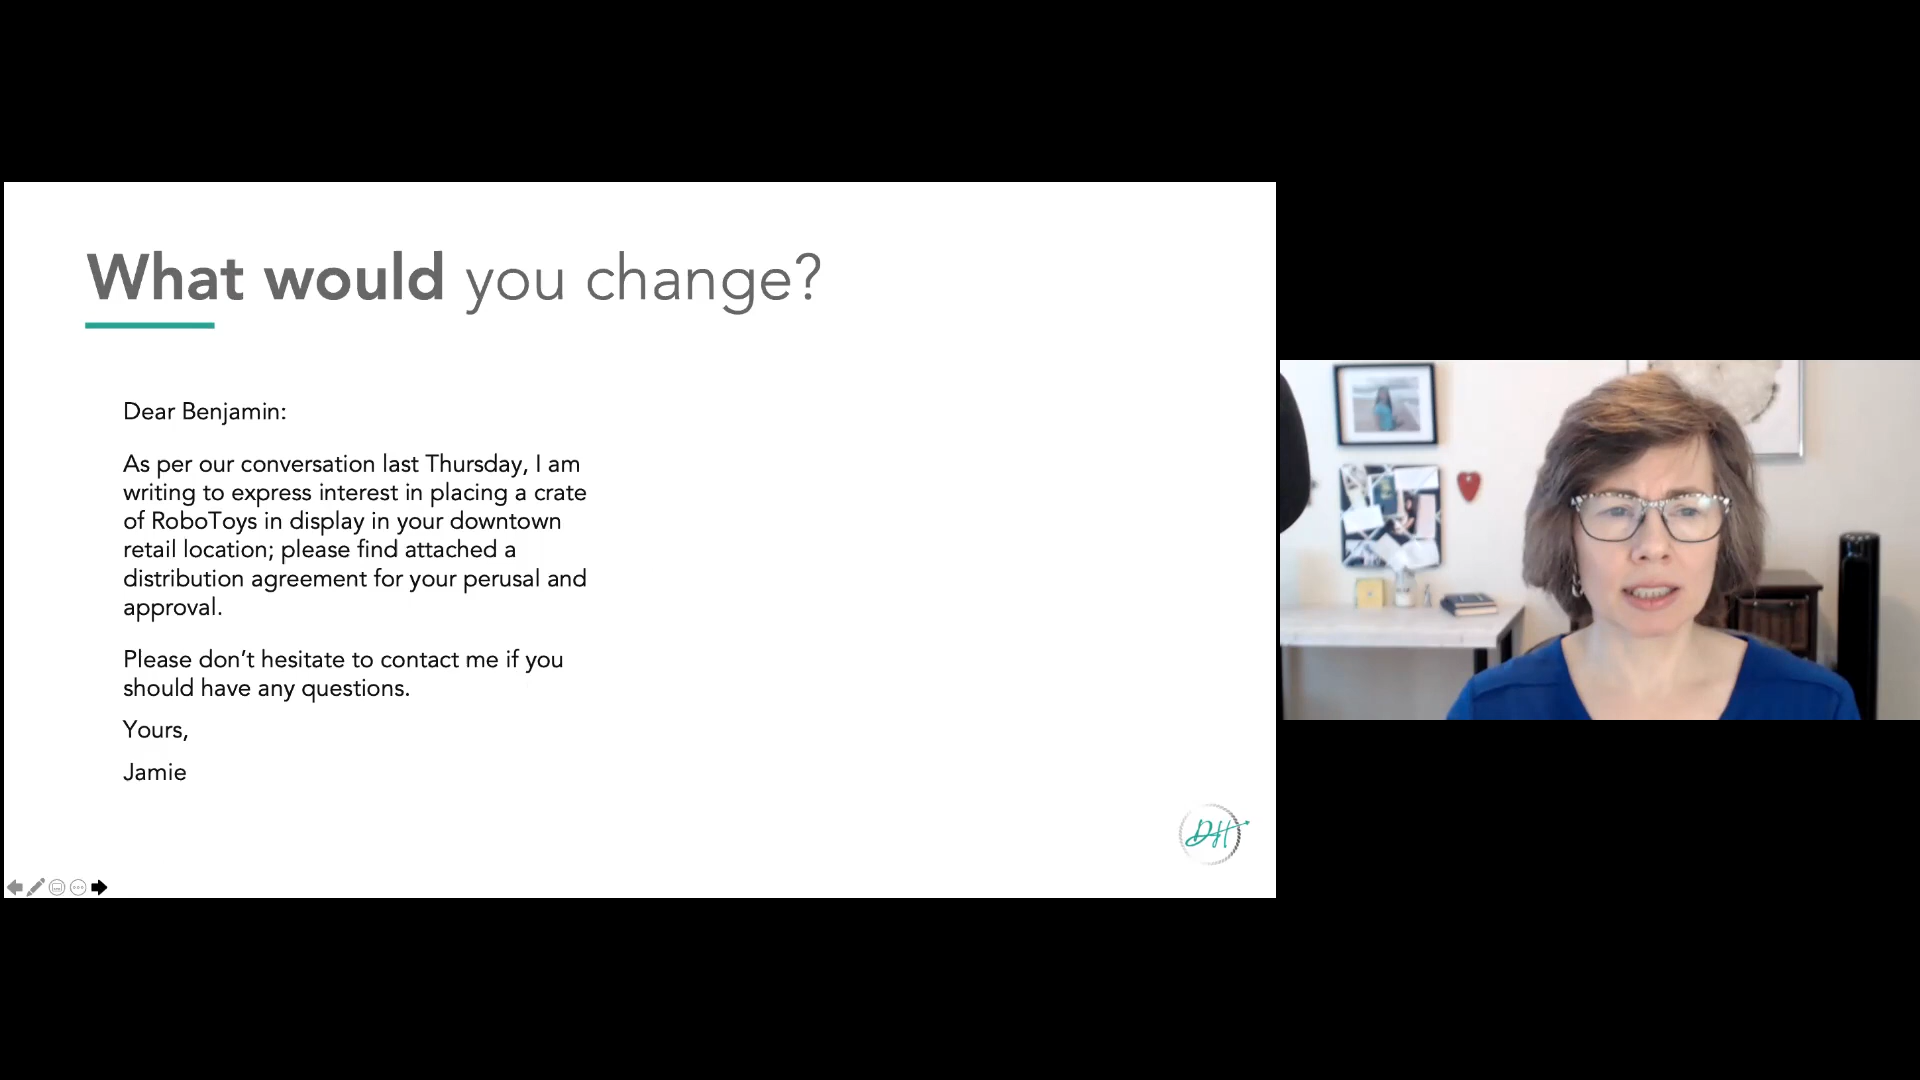 What would you change?
Dear Benjamin:
As per our conversation last Thursday, I am
writing to express interest in placing a crate
of RoboToys in display in your downtown
retail location; please find attached a
distribution agreement for your perusal and
approval.
Please don’t hesitate to contact me if you
should have any questions.
Yours,
Jamie
DH